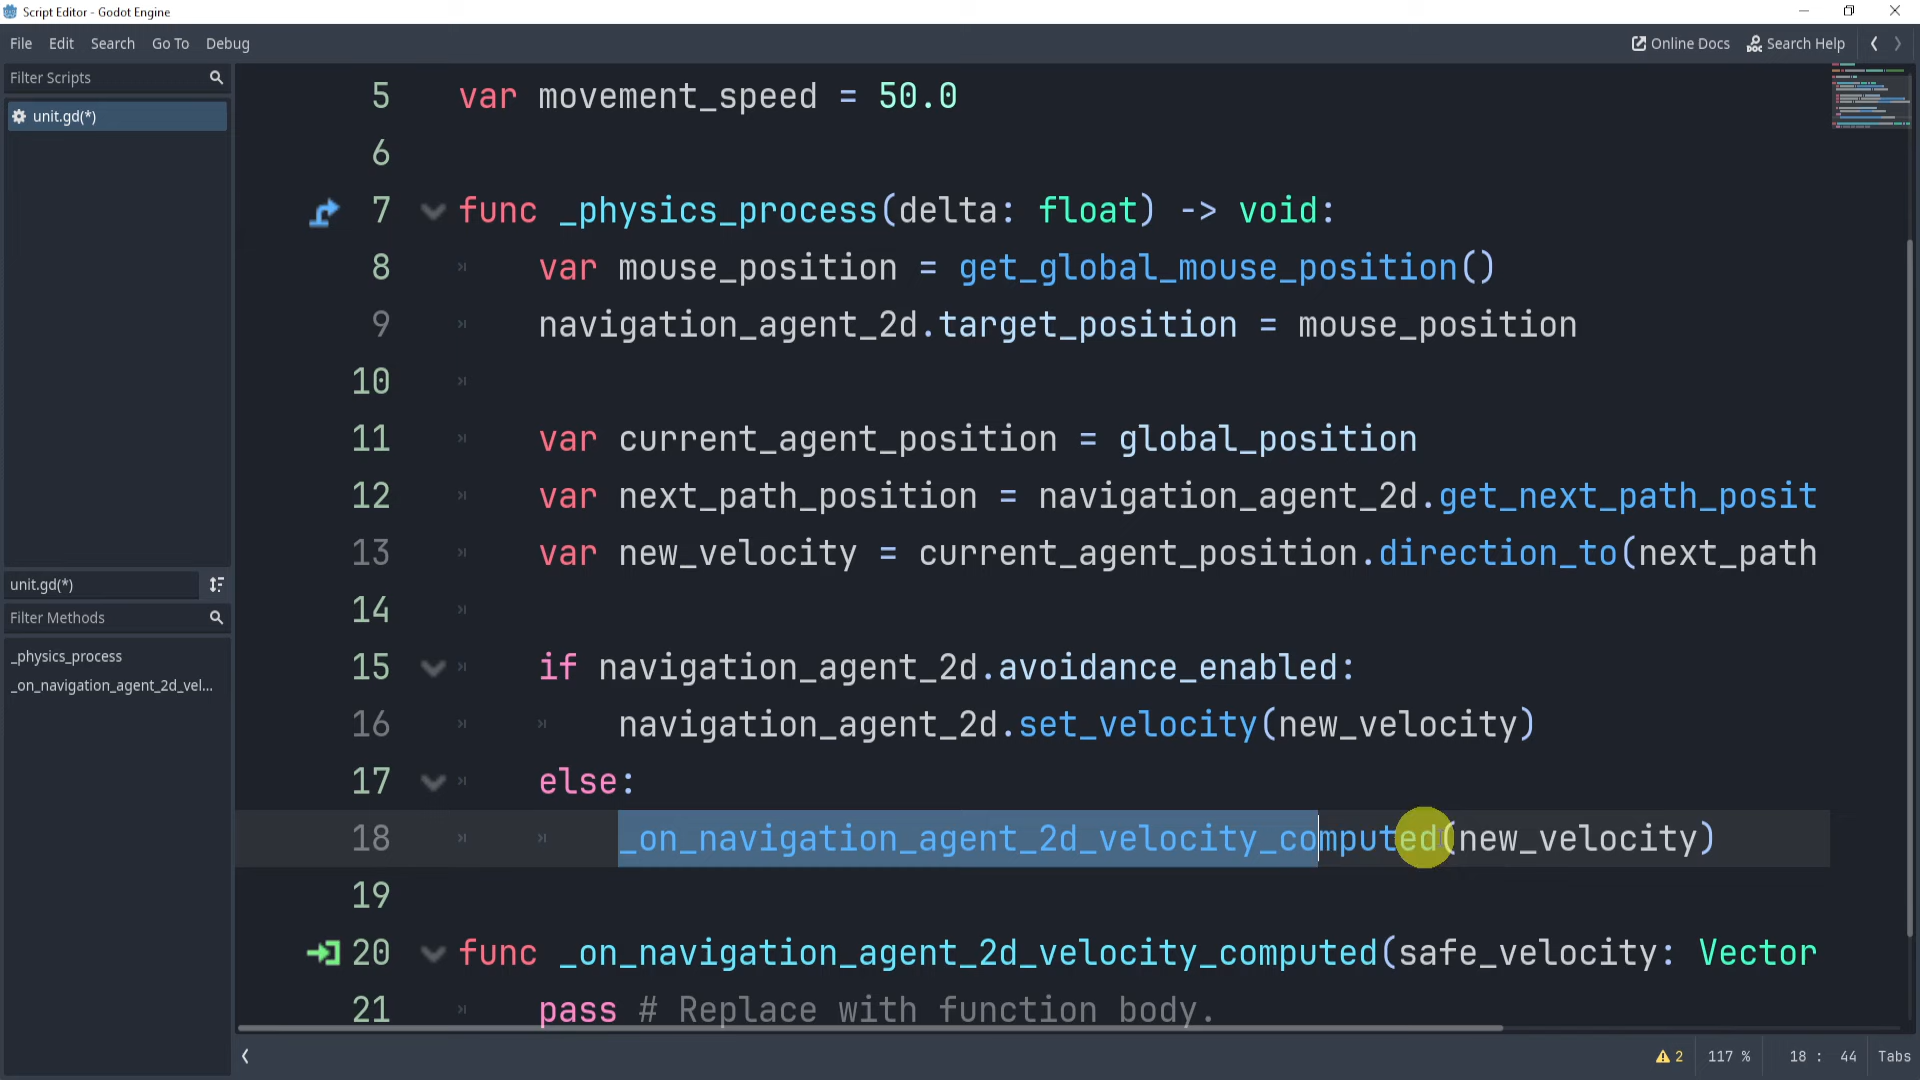 Script Editor - Godot Engine
File Edit Search Go To Debug
Online Docs Search Help
Filter Scripts
unit.gd(*)
unit.gd(*)
Filter Methods
_physics_process
_on_navigation_agent_2d_vel...
5 var movement_speed = 50.0
6
7 func _physics_process(delta: float) -> void:
8 var mouse_position = get_global_mouse_position()
9 navigation_agent_2d.target_position = mouse_position
10
11 var current_agent_position = global_position
12 var next_path_position = navigation_agent_2d.get_next_path_posit
13 var new_velocity = current_agent_position.direction_to(next_path
14
15 if navigation_agent_2d.avoidance_enabled:
16 navigation_agent_2d.set_velocity(new_velocity)
17 else:
18 _on_navigation_agent_2d_velocity_computed(new_velocity)
19
20 func _on_navigation_agent_2d_velocity_computed(safe_velocity: Vector
21 pass # Replace with function body.
2 117 % 18 : 44 Tabs